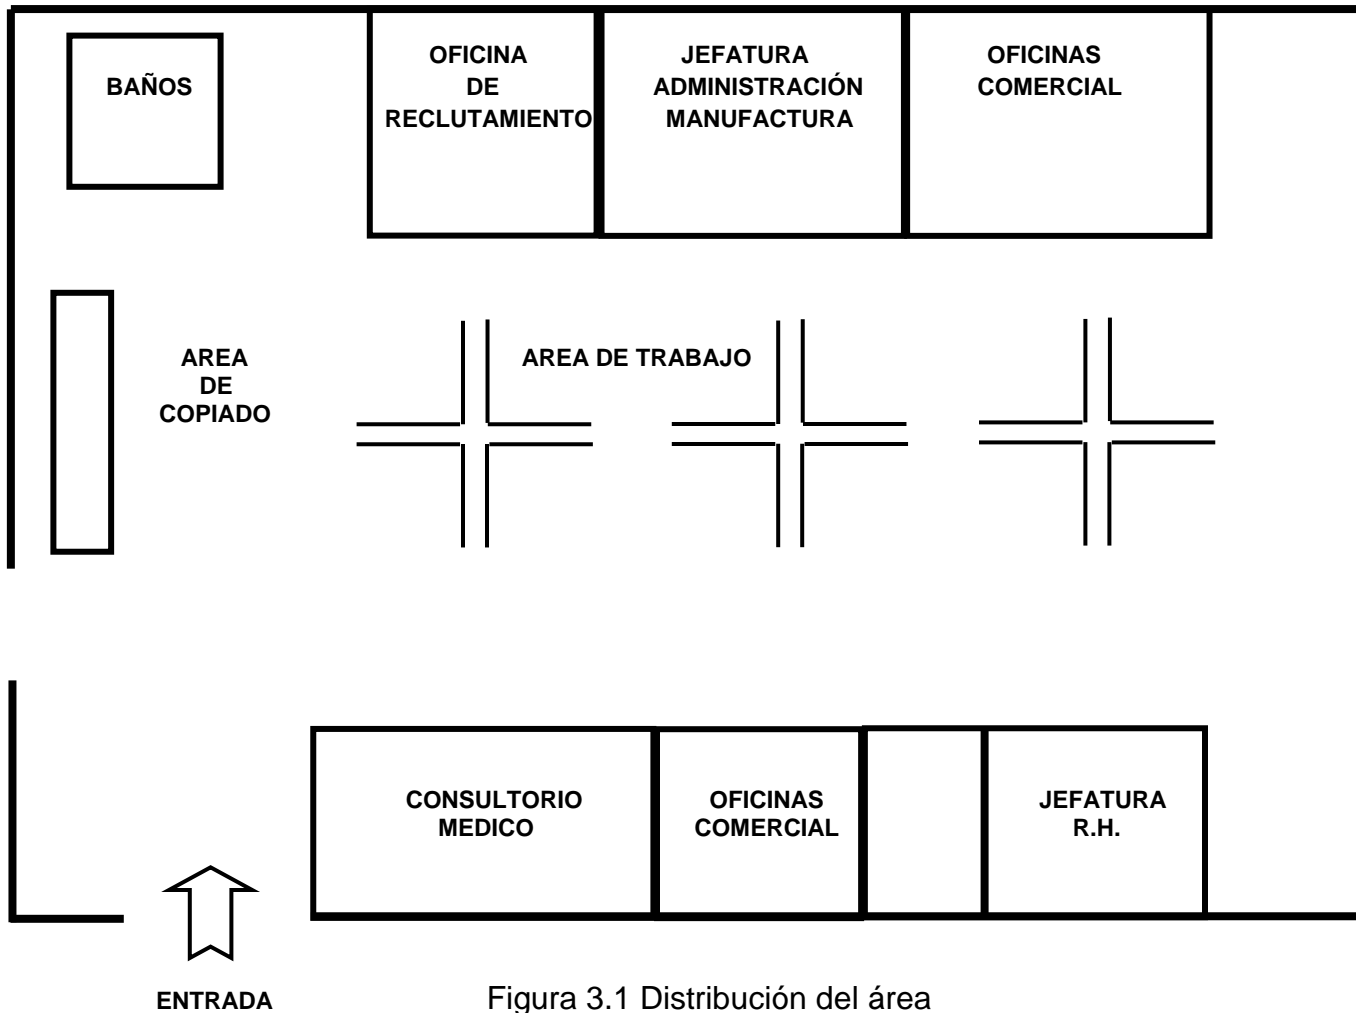 BAÑOS
OFICINA
DE
RECLUTAMIENTO
JEFATURA
ADMINISTRACIÓN
MANUFACTURA
OFICINAS
COMERCIAL
AREA
DE
COPIADO
AREA DE TRABAJO
CONSULTORIO
MEDICO
OFICINAS
COMERCIAL
JEFATURA
R.H.
ENTRADA
Figura 3.1 Distribución del área